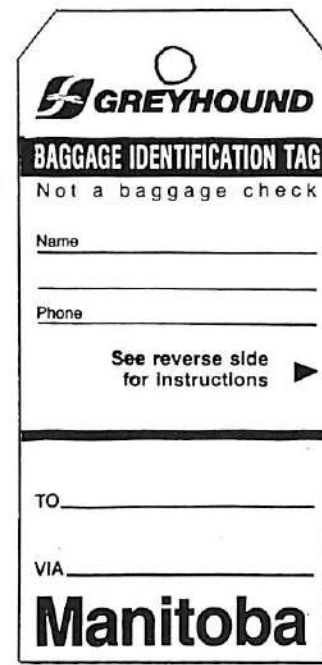 GREYHOUND
BAGGAGE IDENTIFICATION TAG
Not a baggage check
Name
Phone
See reverse side
for instructions
TO
VIA
Manitoba